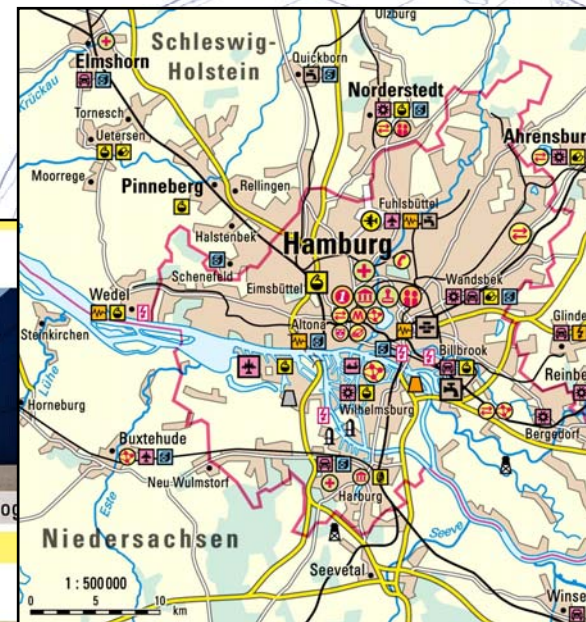 Schleswig-
Holstein
Ulzburg
Elmshorn
Quickborn
Krückau
Norderstedt
Tornesch
Uetersen
Ahrensbur
Moorrege
Pinneberg
Rellingen
Fuhlsbüttel
Halstenbek
Hamburg
Schenefeld
Eimsbüttel
Wandsbek
Wedel
Steinkirchen
Altona
Glinde
Billbrook
Lühe
Reinbe
Wilhelmsburg
Horneburg
Bergedorf
Buxtehude
Neu Wulmstorf
Harburg
Este
Niedersachsen
Seeve
Seevetal
1 : 500 000
0 5 10
km
Winse
og